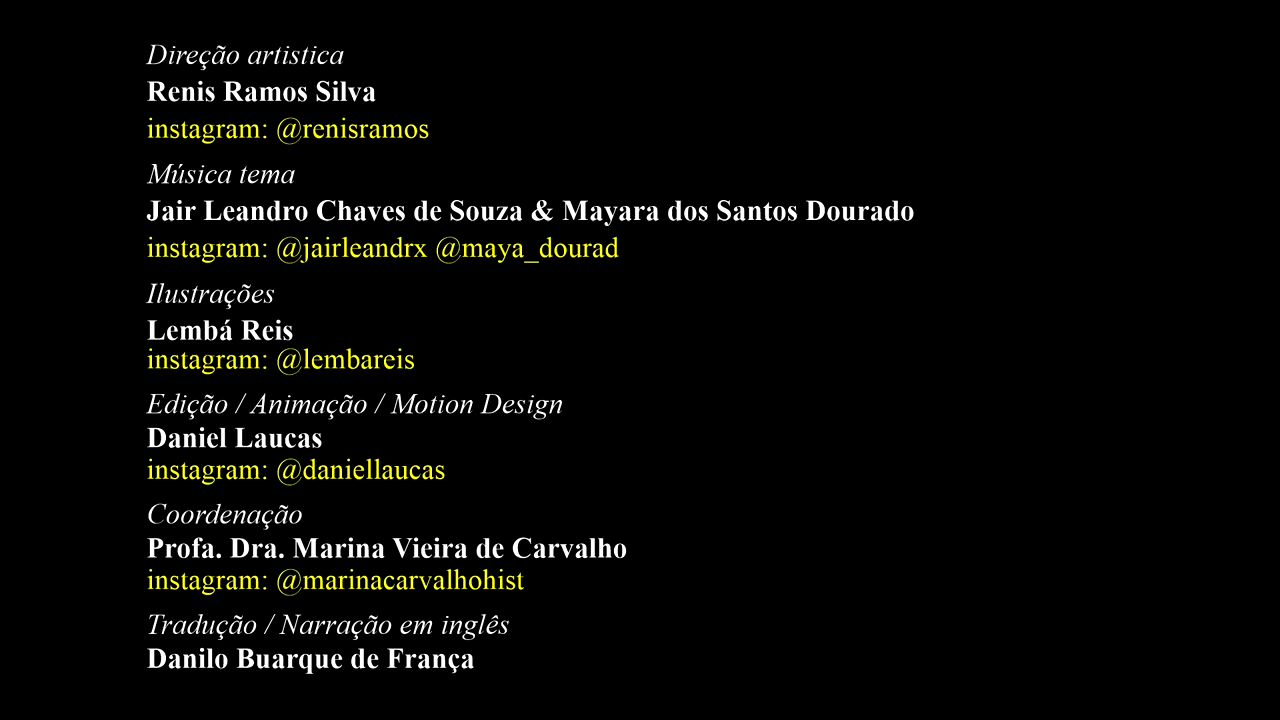 Direção artistica
Renis Ramos Silva
instagram: @renisramos
Música tema
Jair Leandro Chaves de Souza & Mayara dos Santos Dourado
instagram: @jairleandrx @maya_dourad
Ilustrações
Lembá Reis
instagram: @lembareis
Edição / Animação / Motion Design
Daniel Laucas
instagram: @daniellaucas
Coordenação
Profa. Dra. Marina Vieira de Carvalho
instagram: @marinacarvalhohist
Tradução / Narração em inglês
Danilo Buarque de França